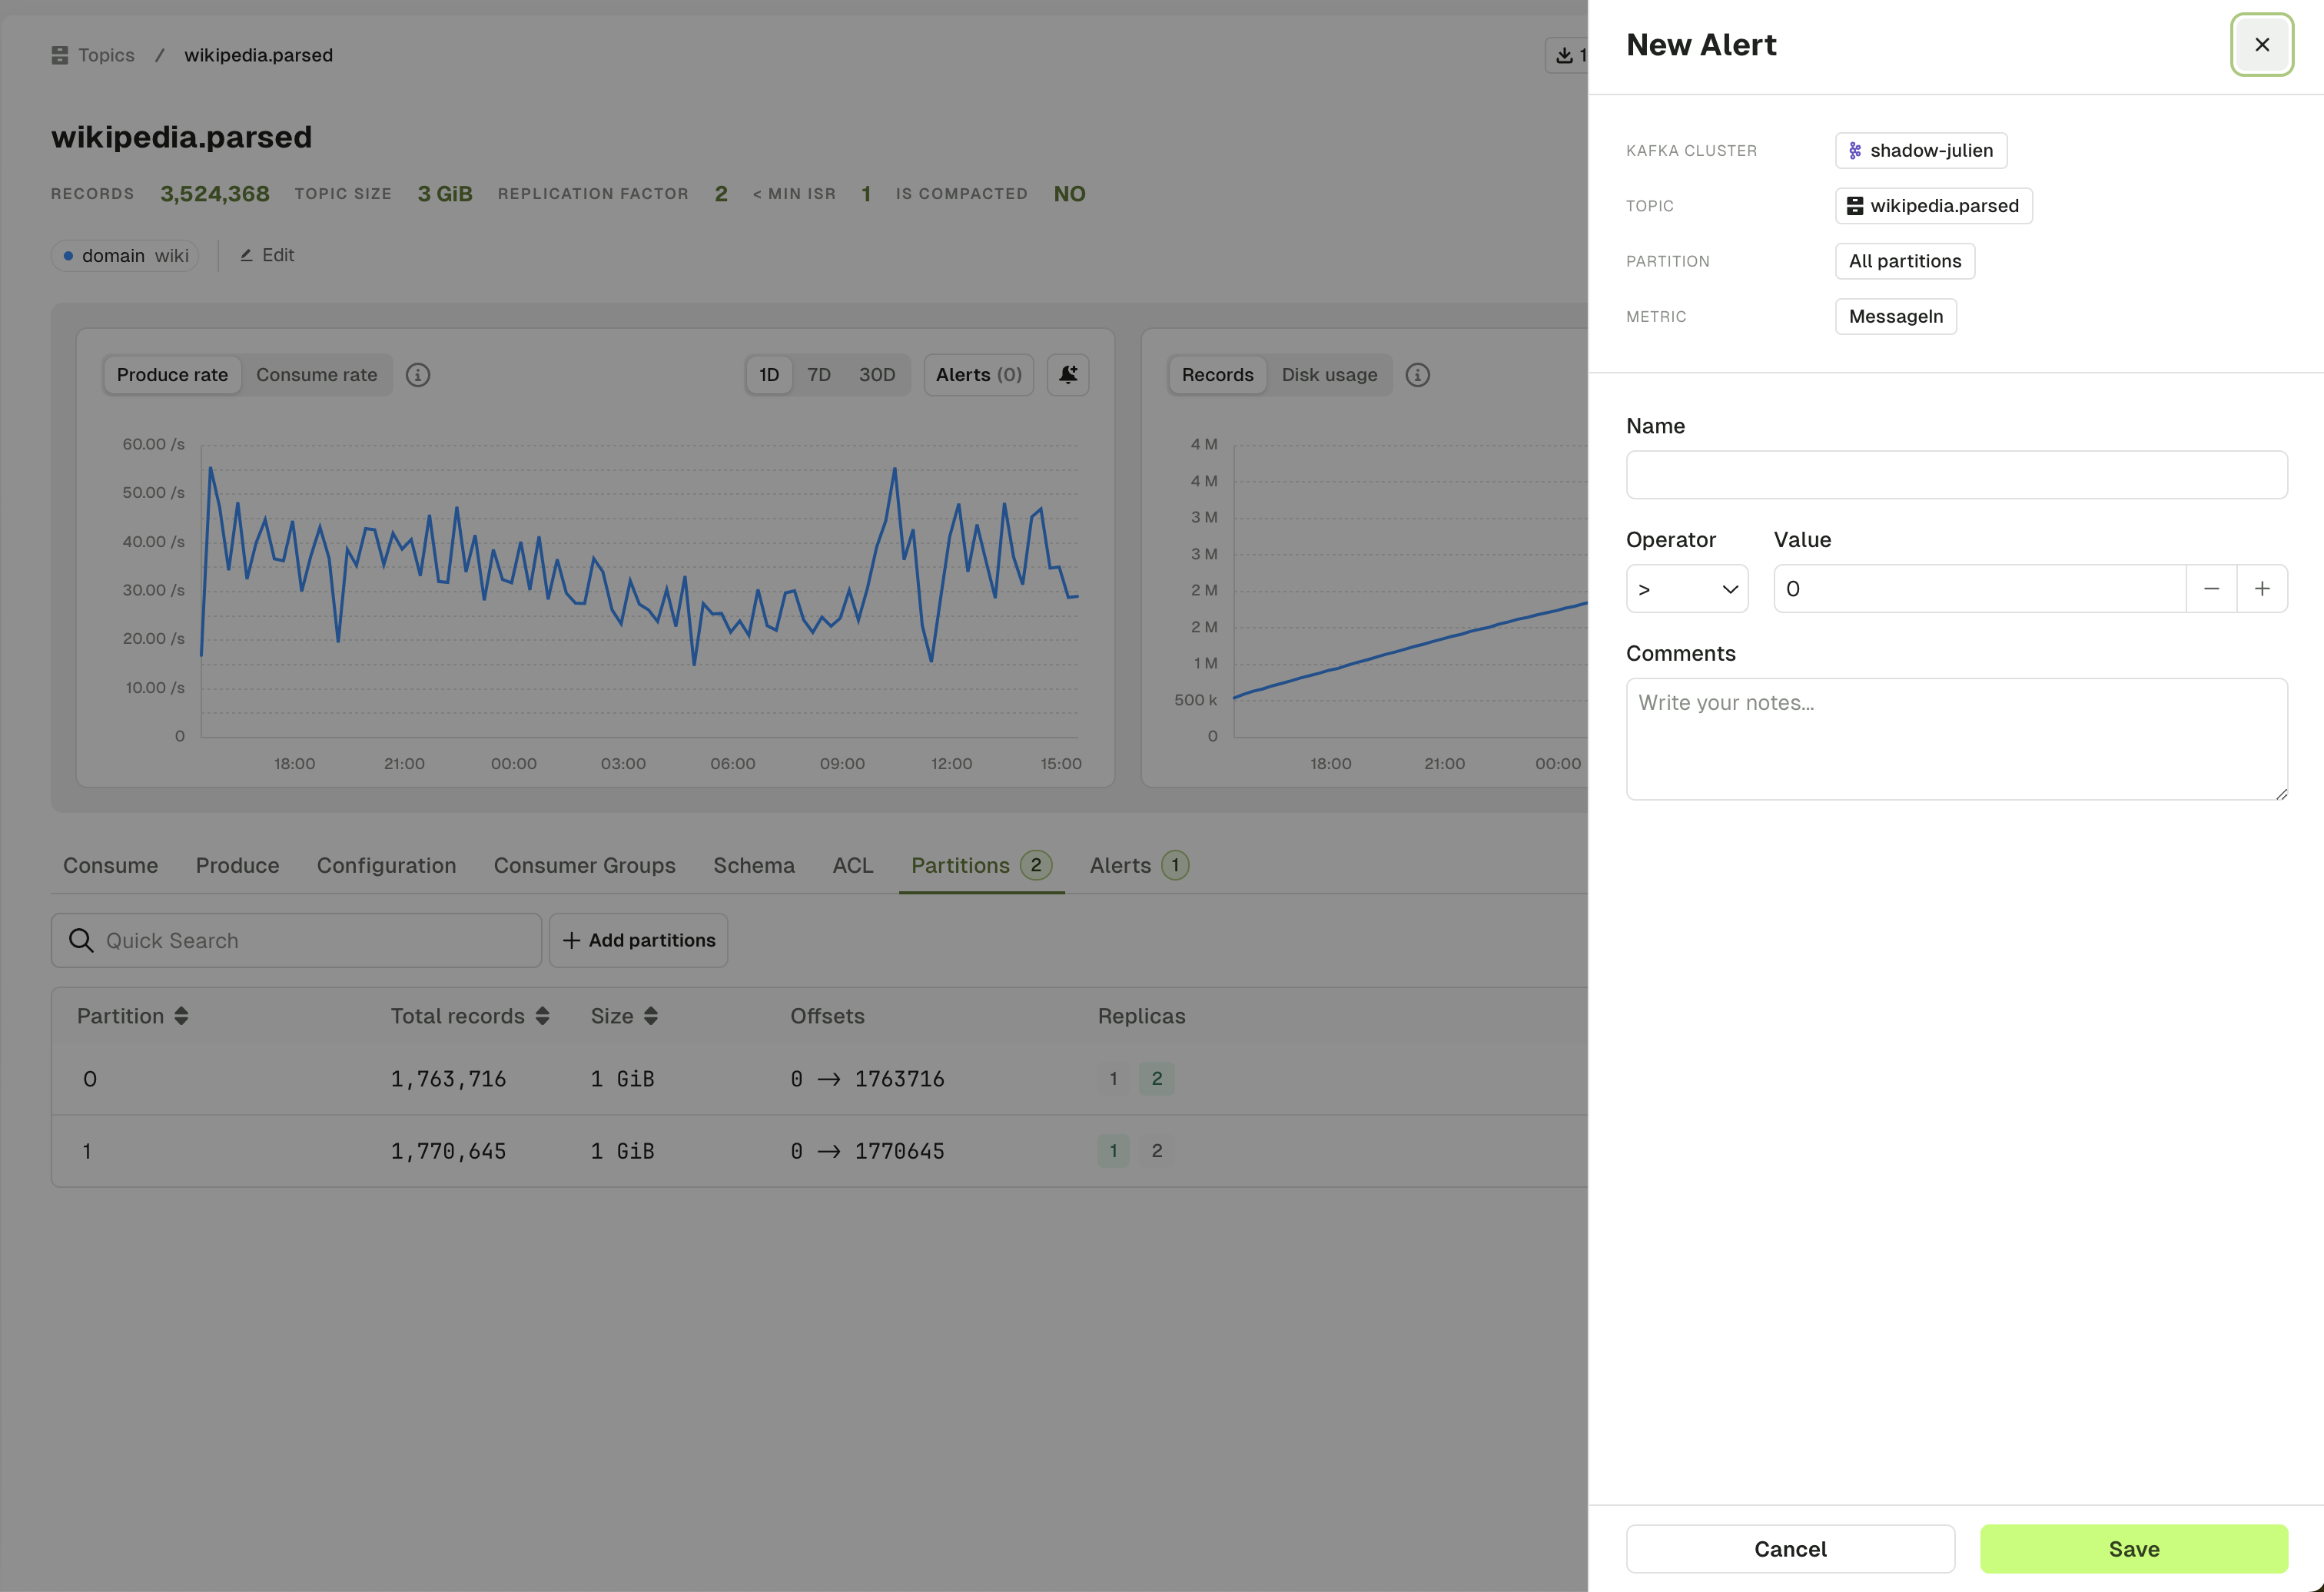 Topics / wikipedia.parsed
1
wikipedia.parsed
RECORDS 3,524,368 TOPIC SIZE 3 GiB REPLICATION FACTOR 2 < MIN ISR 1 IS COMPACTED NO
domain wiki Edit
Produce rate Consume rate 1D 7D 30D Alerts (0)
60.00 /s
50.00 /s
40.00 /s
30.00 /s
20.00 /s
10.00 /s
0
18:00 21:00 00:00 03:00 06:00 09:00 12:00 15:00
Records Disk usage
4 M
4 M
3 M
3 M
2 M
2 M
1 M
500 k
0
18:00 21:00 00:00
Consume Produce Configuration Consumer Groups Schema ACL Partitions 2 Alerts 1
Quick Search + Add partitions
Partition Total records Size Offsets Replicas
0 1,763,716 1 GiB 0 → 1763716 1 2
1 1,770,645 1 GiB 0 → 1770645 1 2
New Alert
KAFKA CLUSTER shadow-julien
TOPIC wikipedia.parsed
PARTITION All partitions
METRIC MessageIn
Name
Operator Value
> 0 − +
Comments
Write your notes...
Cancel Save